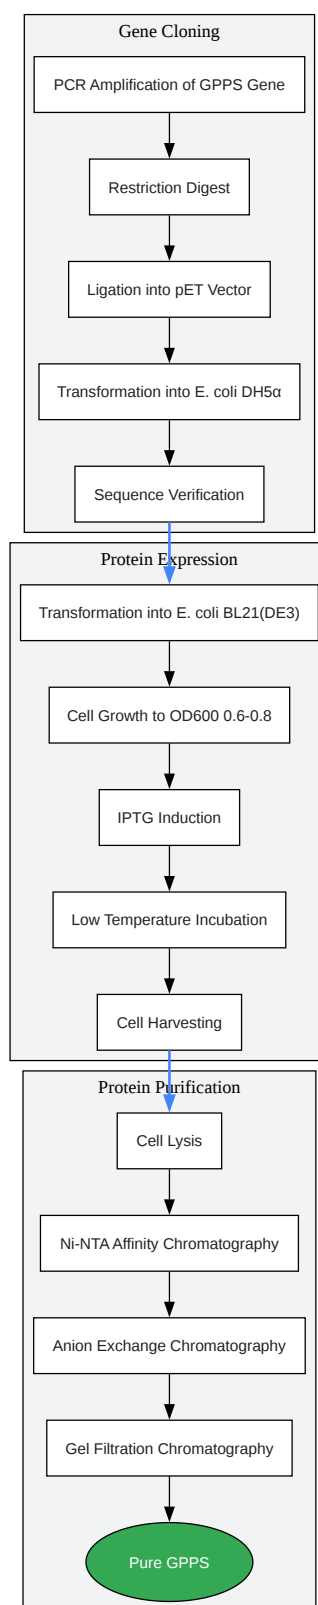 Gene Cloning
PCR Amplification of GPPS Gene
Restriction Digest
Ligation into pET Vector
Transformation into E. coli DH5α
Sequence Verification
Protein Expression
Transformation into E. coli BL21(DE3)
Cell Growth to OD600 0.6-0.8
IPTG Induction
Low Temperature Incubation
Cell Harvesting
Protein Purification
Cell Lysis
Ni-NTA Affinity Chromatography
Anion Exchange Chromatography
Gel Filtration Chromatography
Pure GPPS